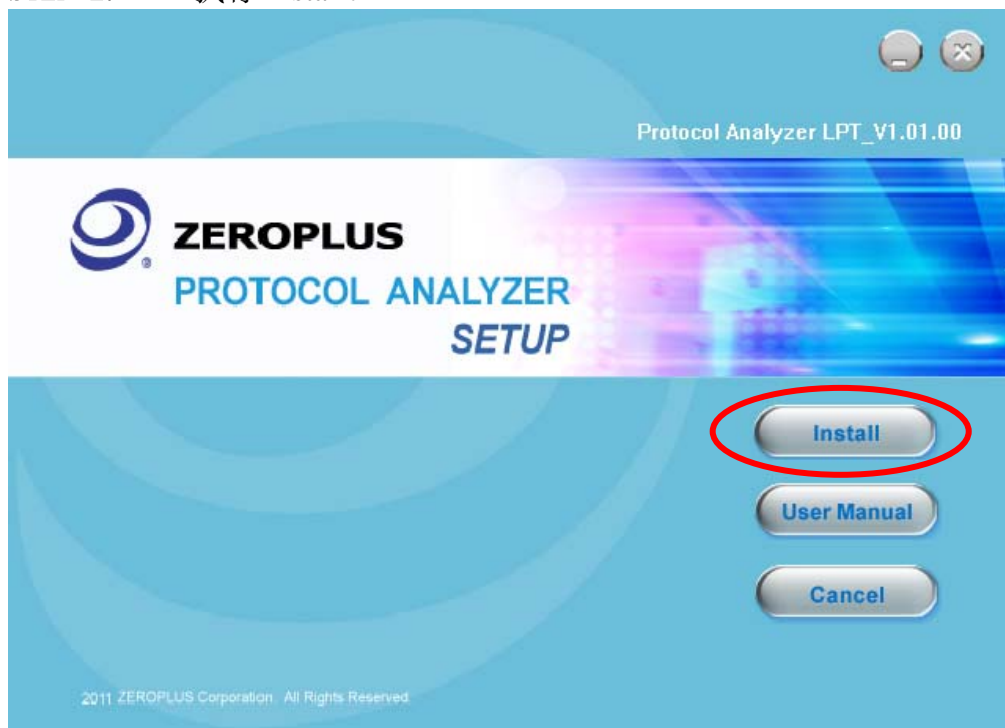 Protocol Analyzer LPT_V1.01.00
ZEROPLUS
®
PROTOCOL ANALYZER
SETUP
Install
User Manual
Cancel
2011 ZEROPLUS Corporation. All Rights Reserved.